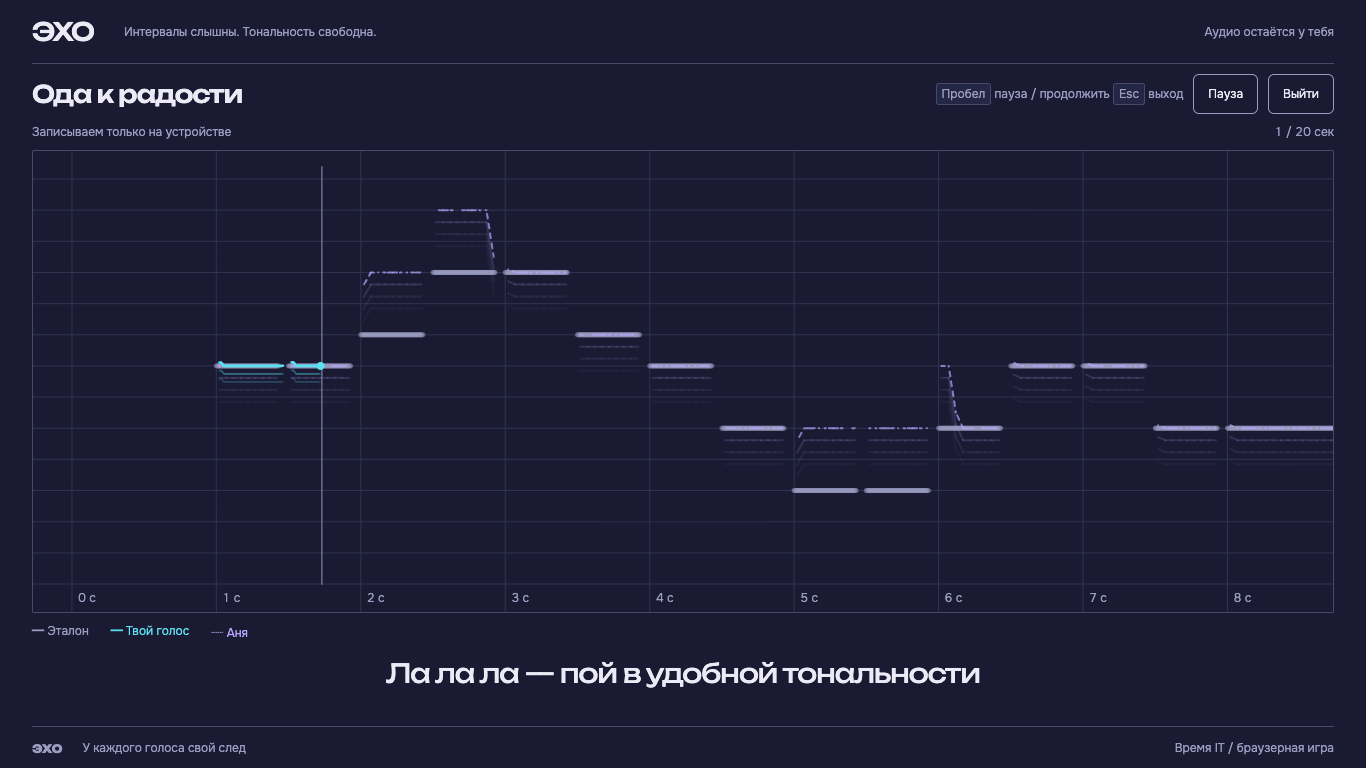 ЭХО
Интервалы слышны. Тональность свободна.
Аудио остаётся у тебя
Ода к радости
Пробел пауза / продолжить Esc выход
Пауза
Выйти
Записываем только на устройстве
1 / 20 сек
0 с
1 с
2 с
3 с
4 с
5 с
6 с
7 с
8 с
Эталон
Твой голос
Аня
Ла ла ла — пой в удобной тональности
ЭХО
У каждого голоса свой след
Время IT / браузерная игра